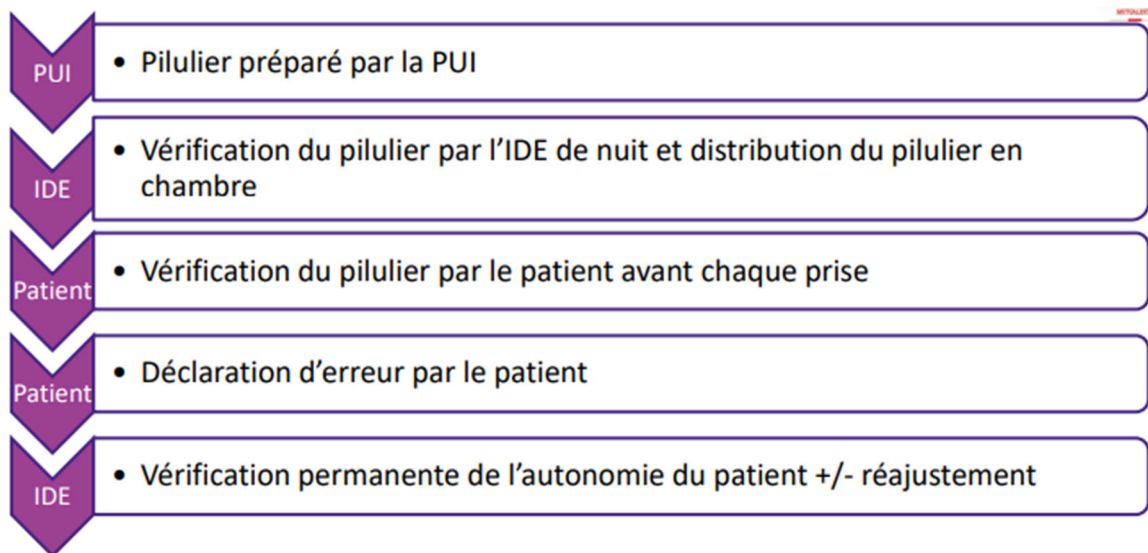 PUI
• Pilulier préparé par la PUI
IDE
• Vérification du pilulier par l’IDE de nuit et distribution du pilulier en
chambre
Patient
• Vérification du pilulier par le patient avant chaque prise
Patient
• Déclaration d’erreur par le patient
IDE
• Vérification permanente de l’autonomie du patient +/- réajustement